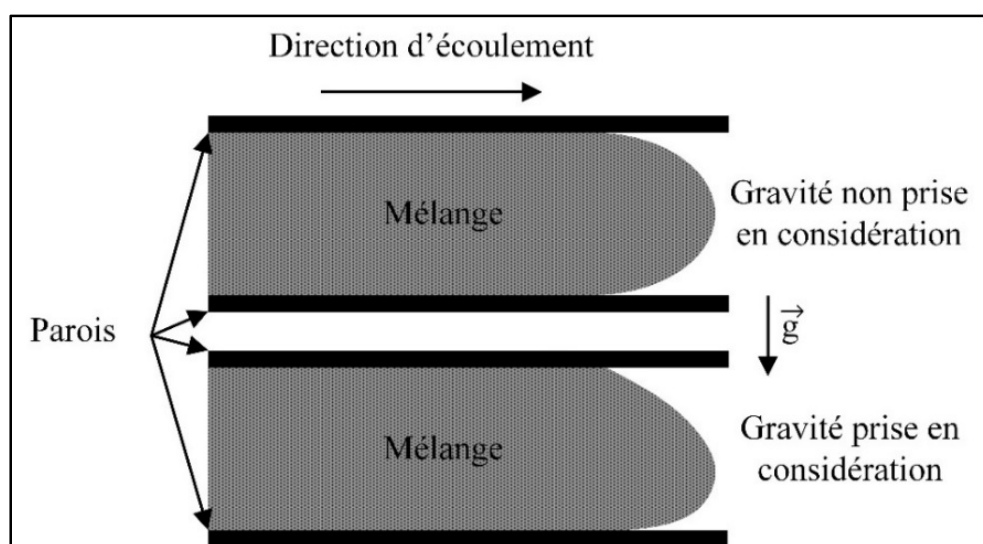 Direction d'écoulement
Mélange
Gravité non prise
en considération
Parois
g
Mélange
Gravité prise en
considération